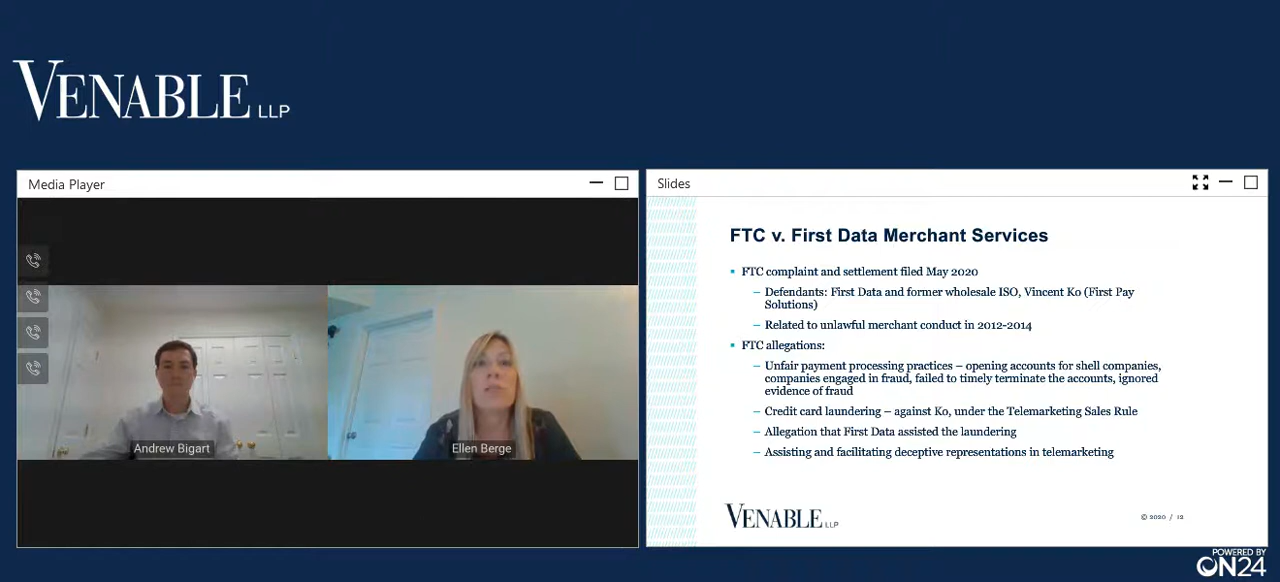 VENABLE LLP
Media Player
Andrew Bigart
Ellen Berge
Slides
FTC v. First Data Merchant Services
▪ FTC complaint and settlement filed May 2020
– Defendants: First Data and former wholesale ISO, Vincent Ko (First Pay
Solutions)
– Related to unlawful merchant conduct in 2012-2014
▪ FTC allegations:
– Unfair payment processing practices – opening accounts for shell companies,
companies engaged in fraud, failed to timely terminate the accounts, ignored
evidence of fraud
– Credit card laundering – against Ko, under the Telemarketing Sales Rule
– Allegation that First Data assisted the laundering
– Assisting and facilitating deceptive representations in telemarketing
VENABLE LLP
© 2020 / 12
POWERED BY
ON24